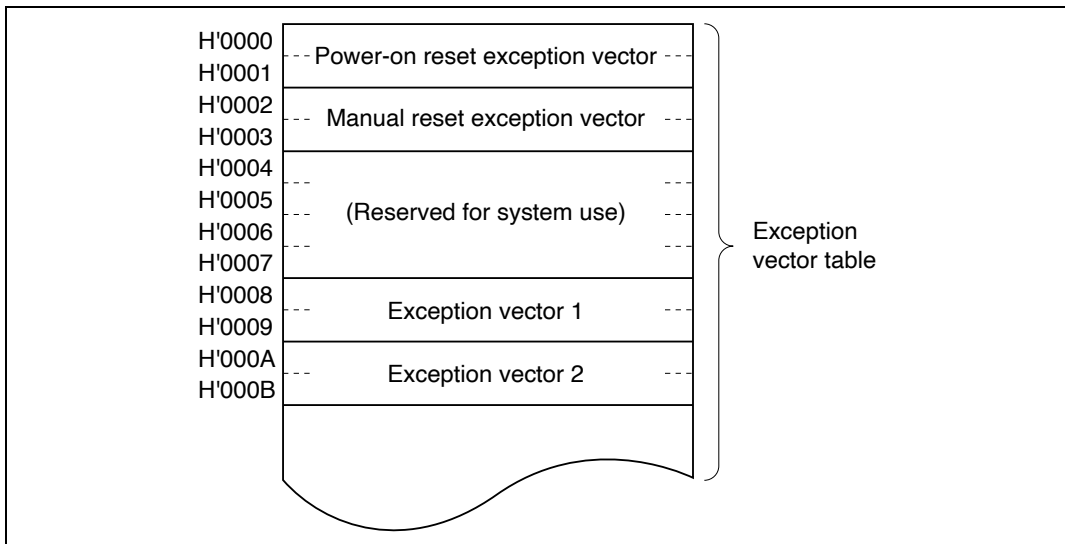 H'0000
H'0001
Power-on reset exception vector
H'0002
H'0003
Manual reset exception vector
H'0004
H'0005
H'0006
H'0007
(Reserved for system use)
H'0008
H'0009
Exception vector 1
H'000A
H'000B
Exception vector 2
Exception
vector table